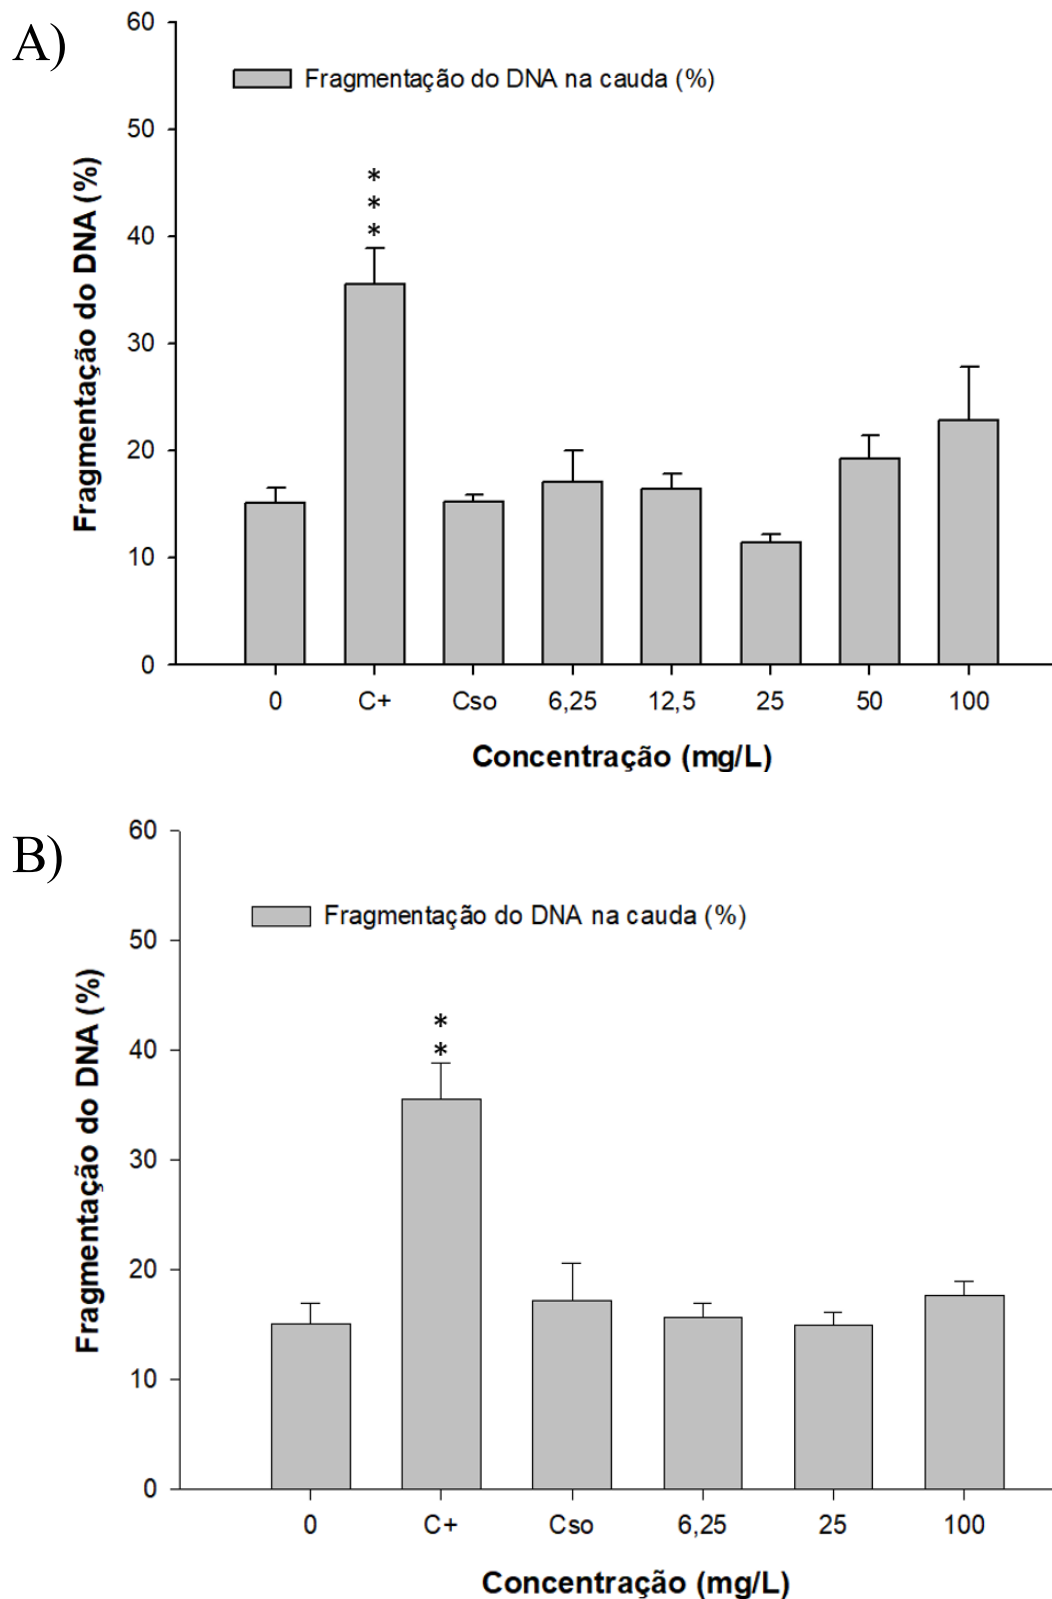 A)
60
Fragmentação do DNA na cauda (%)
50
*
*
*
40
30
20
10
0
Fragmentação do DNA (%)
0 C+ Cso 6,25 12,5 25 50 100
Concentração (mg/L)
B)
60
Fragmentação do DNA na cauda (%)
50
*
*
40
30
20
10
0
Fragmentação do DNA (%)
0 C+ Cso 6,25 25 100
Concentração (mg/L)